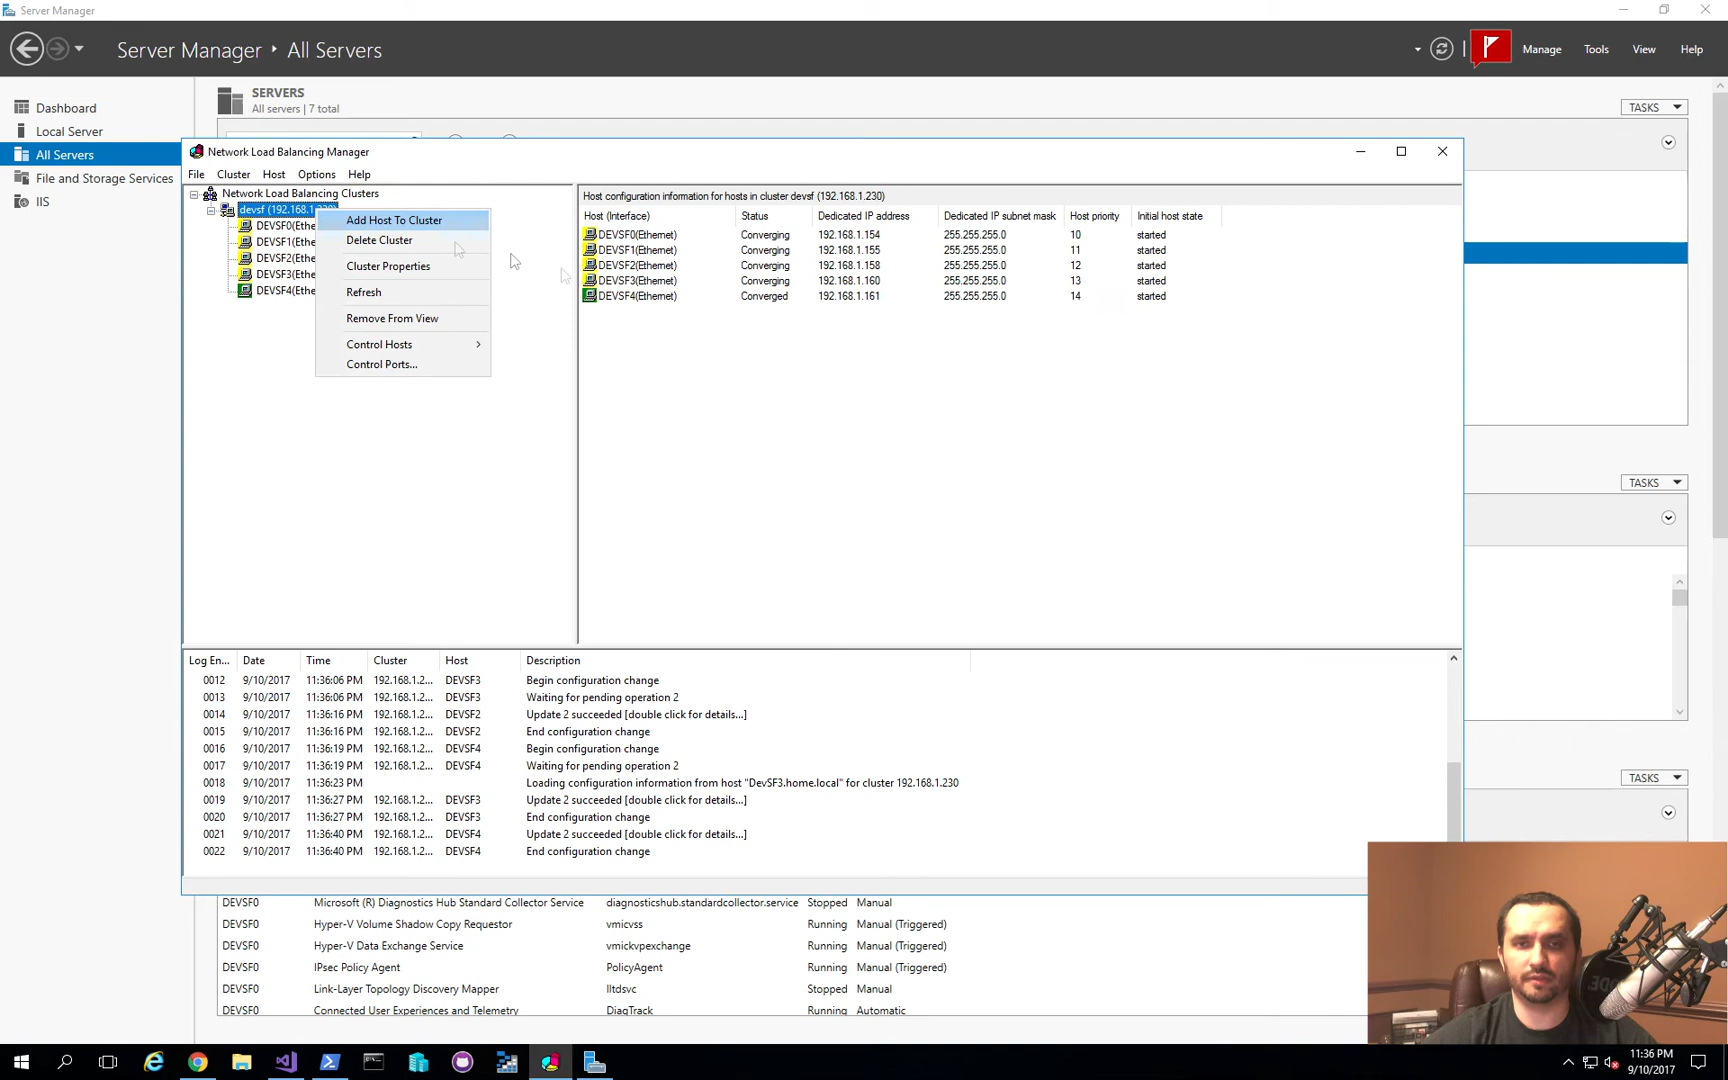 Server Manager
Server Manager All Servers
Manage Tools View Help
Dashboard
Local Server
All Servers
File and Storage Services
IIS
SERVERS
All servers | 7 total
TASKS
Network Load Balancing Manager
File Cluster Host Options Help
Network Load Balancing Clusters
devsf (192.168.1.230)
DEVSF0(Ethe
DEVSF1(Ethe
DEVSF2(Ethe
DEVSF3(Ethe
DEVSF4(Ethe
Add Host To Cluster
Delete Cluster
Cluster Properties
Refresh
Remove From View
Control Hosts
Control Ports...
Host configuration information for hosts in cluster devsf (192.168.1.230)
Host (Interface) Status Dedicated IP address Dedicated IP subnet mask Host priority Initial host state
DEVSF0(Ethernet) Converging 192.168.1.154 255.255.255.0 10 started
DEVSF1(Ethernet) Converging 192.168.1.155 255.255.255.0 11 started
DEVSF2(Ethernet) Converging 192.168.1.158 255.255.255.0 12 started
DEVSF3(Ethernet) Converging 192.168.1.160 255.255.255.0 13 started
DEVSF4(Ethernet) Converged 192.168.1.161 255.255.255.0 14 started
TASKS
Log En... Date Time Cluster Host Description
0012 9/10/2017 11:36:06 PM 192.168.1.2... DEVSF3 Begin configuration change
0013 9/10/2017 11:36:06 PM 192.168.1.2... DEVSF3 Waiting for pending operation 2
0014 9/10/2017 11:36:16 PM 192.168.1.2... DEVSF2 Update 2 succeeded [double click for details...]
0015 9/10/2017 11:36:16 PM 192.168.1.2... DEVSF2 End configuration change
0016 9/10/2017 11:36:19 PM 192.168.1.2... DEVSF4 Begin configuration change
0017 9/10/2017 11:36:19 PM 192.168.1.2... DEVSF4 Waiting for pending operation 2
0018 9/10/2017 11:36:23 PM Loading configuration information from host "DevSF3.home.local" for cluster 192.168.1.230
0019 9/10/2017 11:36:27 PM 192.168.1.2... DEVSF3 Update 2 succeeded [double click for details...]
0020 9/10/2017 11:36:27 PM 192.168.1.2... DEVSF3 End configuration change
0021 9/10/2017 11:36:40 PM 192.168.1.2... DEVSF4 Update 2 succeeded [double click for details...]
0022 9/10/2017 11:36:40 PM 192.168.1.2... DEVSF4 End configuration change
TASKS
DEVSF0 Microsoft (R) Diagnostics Hub Standard Collector Service diagnosticshub.standardcollector.service Stopped Manual
DEVSF0 Hyper-V Volume Shadow Copy Requestor vmicvss Running Manual (Triggered)
DEVSF0 Hyper-V Data Exchange Service vmickvpexchange Running Manual (Triggered)
DEVSF0 IPsec Policy Agent PolicyAgent Running Manual (Triggered)
DEVSF0 Link-Layer Topology Discovery Mapper lltdsvc Stopped Manual
DEVSF0 Connected User Experiences and Telemetry DiagTrack Running Automatic
11:36 PM
9/10/2017